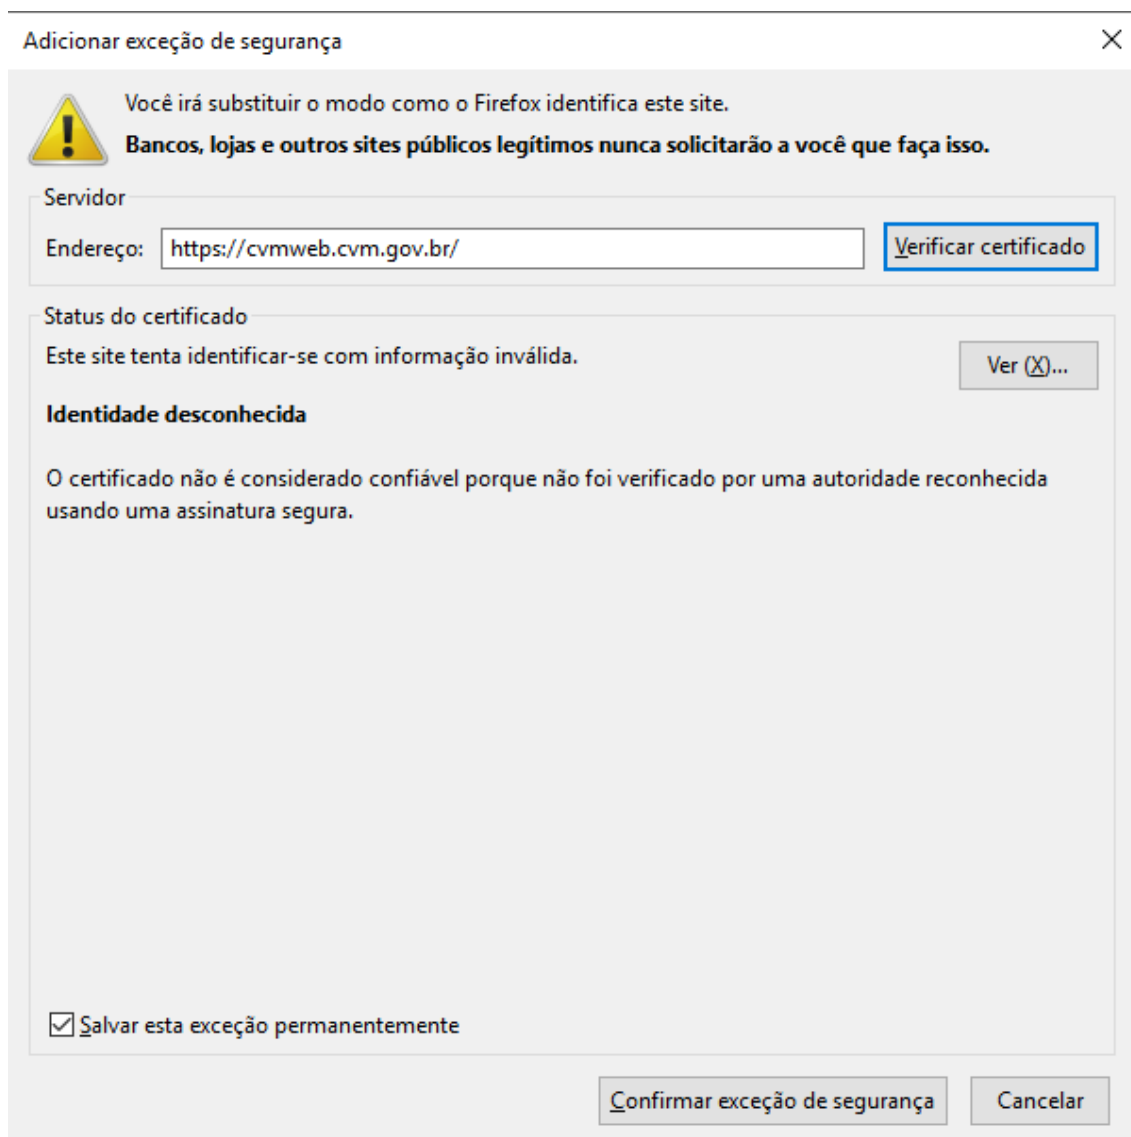 Adicionar exceção de segurança
Você irá substituir o modo como o Firefox identifica este site.
Bancos, lojas e outros sites públicos legítimos nunca solicitarão a você que faça isso.
Servidor
Endereço: https://cvmweb.cvm.gov.br/ Verificar certificado
Status do certificado
Este site tenta identificar-se com informação inválida.
Ver (X)...
Identidade desconhecida
O certificado não é considerado confiável porque não foi verificado por uma autoridade reconhecida
usando uma assinatura segura.
Salvar esta exceção permanentemente
Confirmar exceção de segurança Cancelar